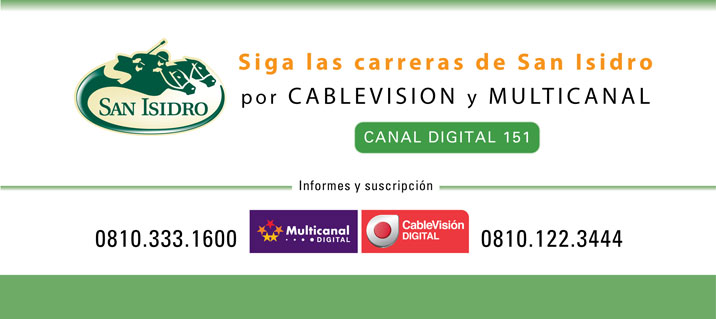 SAN ISIDRO
Siga las carreras de San Isidro
por CABLEVISION y MULTICANAL
CANAL DIGITAL 151
Informes y suscripción
0810.333.1600
Multicanal
DIGITAL
CableVisión
DIGITAL
0810.122.3444